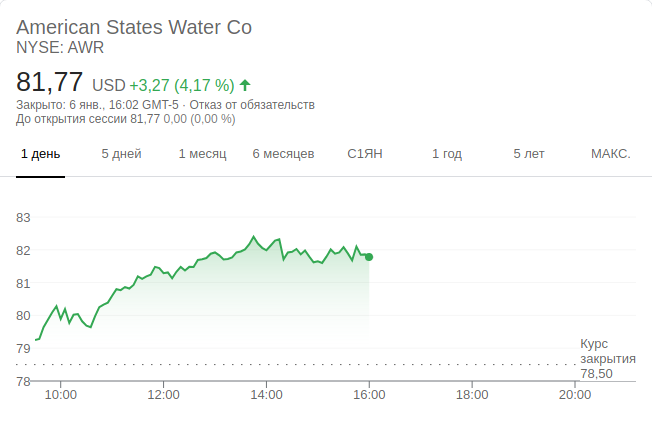 American States Water Co
NYSE: AWR
81,77 USD +3,27 (4,17 %)
Закрыто: 6 янв., 16:02 GMT-5 · Отказ от обязательств
До открытия сессии 81,77 0,00 (0,00 %)
1 день 5 дней 1 месяц 6 месяцев С1ЯН 1 год 5 лет МАКС.
83
82
81
80
79
Курс
закрытия
78,50
78
10:00 12:00 14:00 16:00 18:00 20:00